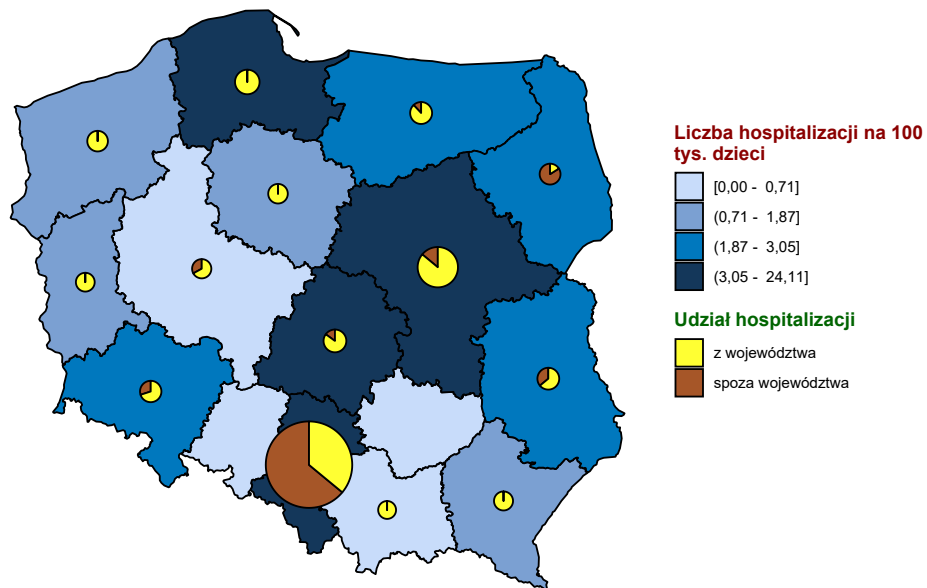 Liczba hospitalizacji na 100
tys. dzieci
[0,00 - 0,71]
(0,71 - 1,87]
(1,87 - 3,05]
(3,05 - 24,11]
Udział hospitalizacji
z województwa
spoza województwa